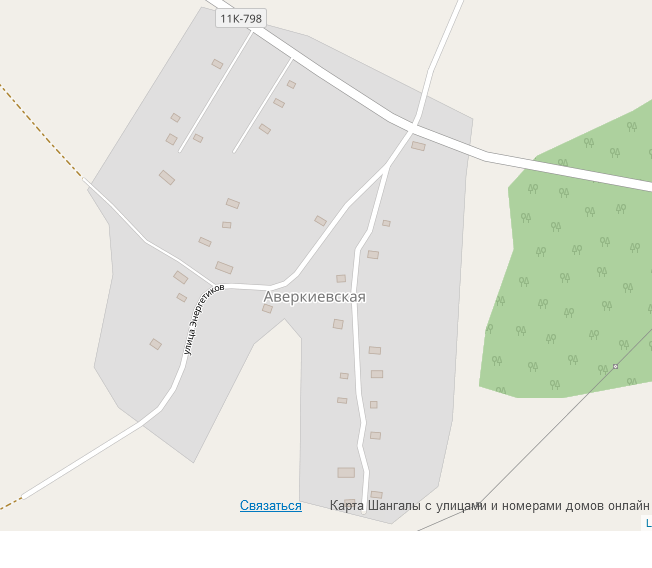 11К-798
Аверкиевская
улица Энергетиков
Связаться
Карта Шангалы с улицами и номерами домов онлайн
L